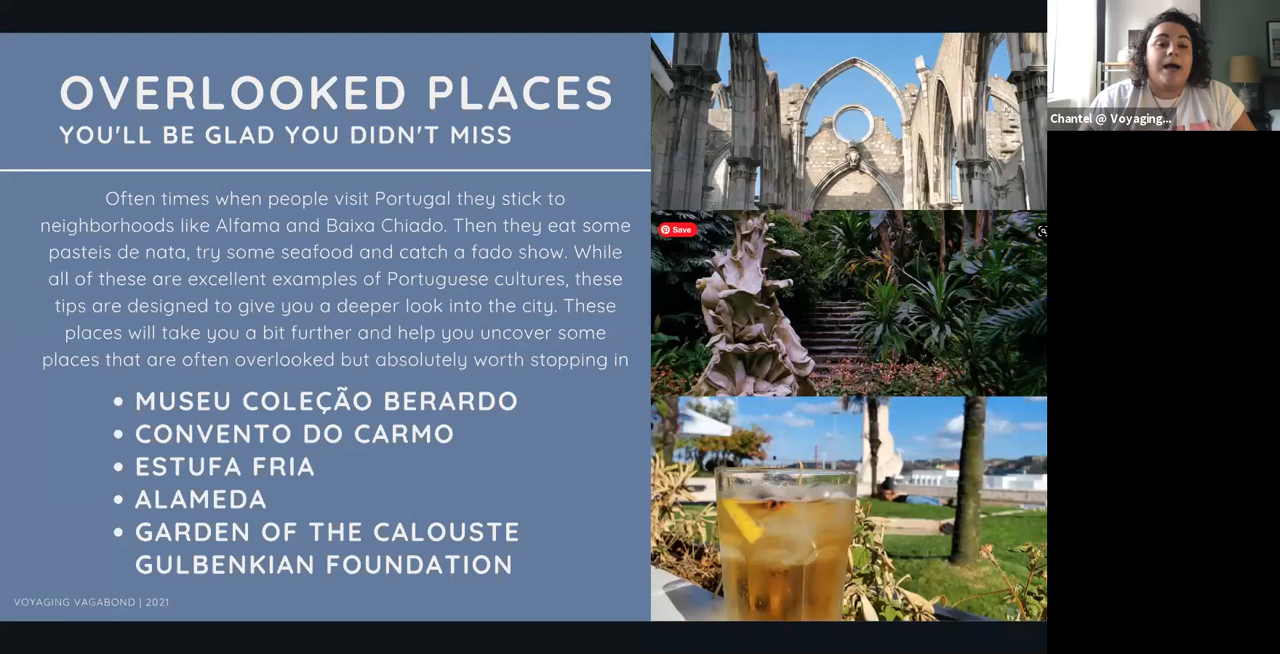 OVERLOOKED PLACES
YOU'LL BE GLAD YOU DIDN'T MISS
Often times when people visit Portugal they stick to
neighborhoods like Alfama and Baixa Chiado. Then they eat some
pasteis de nata, try some seafood and catch a fado show. While
all of these are excellent examples of Portuguese cultures, these
tips are designed to give you a deeper look into the city. These
places will take you a bit further and help you uncover some
places that are often overlooked but absolutely worth stopping in
• MUSEU COLEÇÃO BERARDO
• CONVENTO DO CARMO
• ESTUFA FRIA
• ALAMEDA
• GARDEN OF THE CALOUSTE
GULBENKIAN FOUNDATION
VOYAGING VAGABOND | 2021
Save
Chantel @ Voyaging...